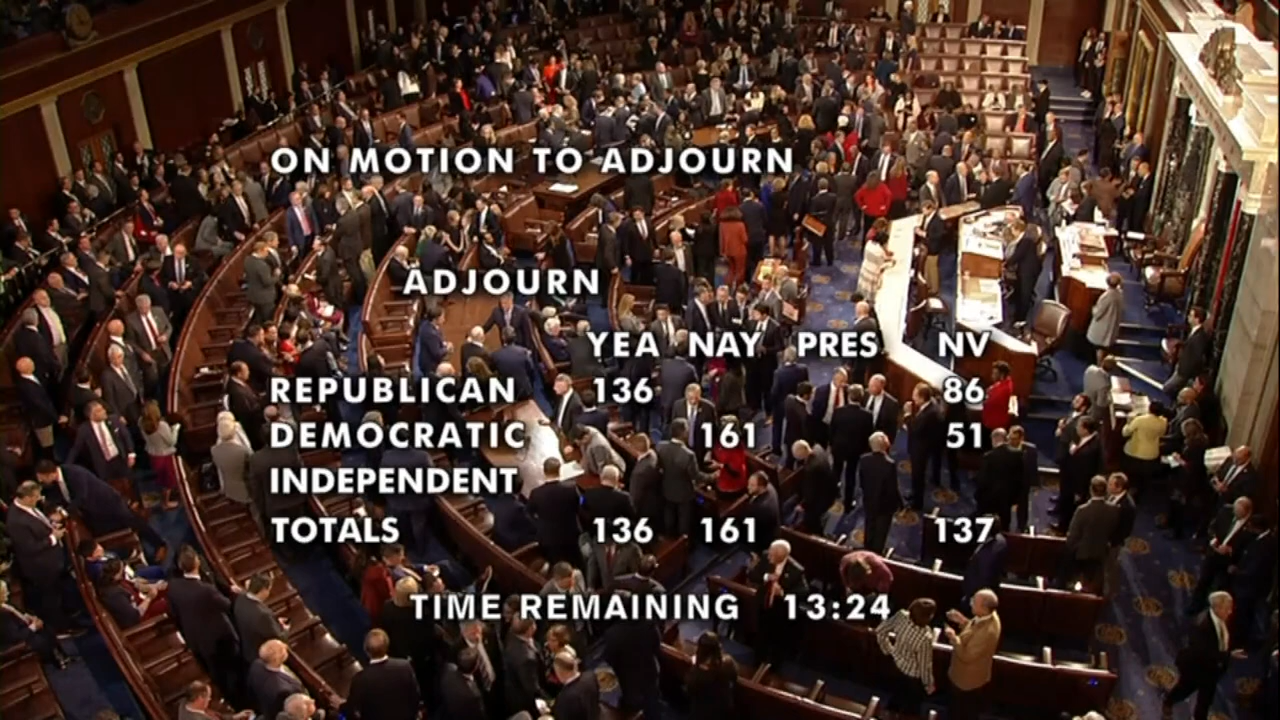 ON MOTION TO ADJOURN
ADJOURN
YEA NAY PRES NV
REPUBLICAN 136 86
DEMOCRATIC 161 51
INDEPENDENT
TOTALS 136 161 137
TIME REMAINING 13:24